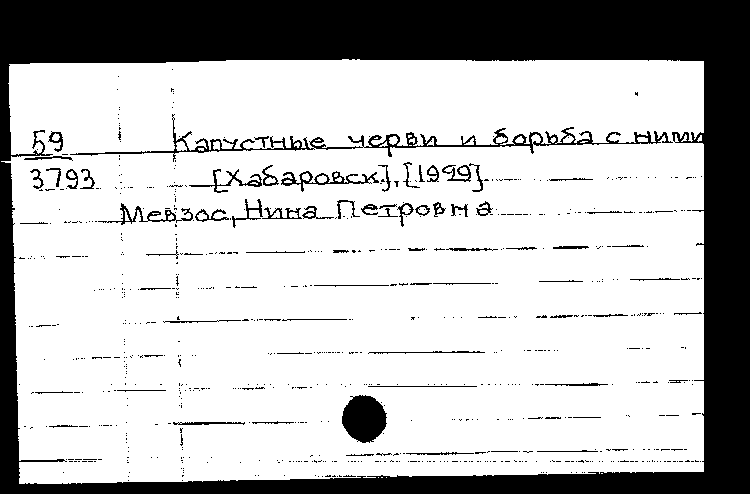 59 Капустные черви и борьба с ними
3793 [Хабаровск], [1999].
Мевзос, Нина Петровна